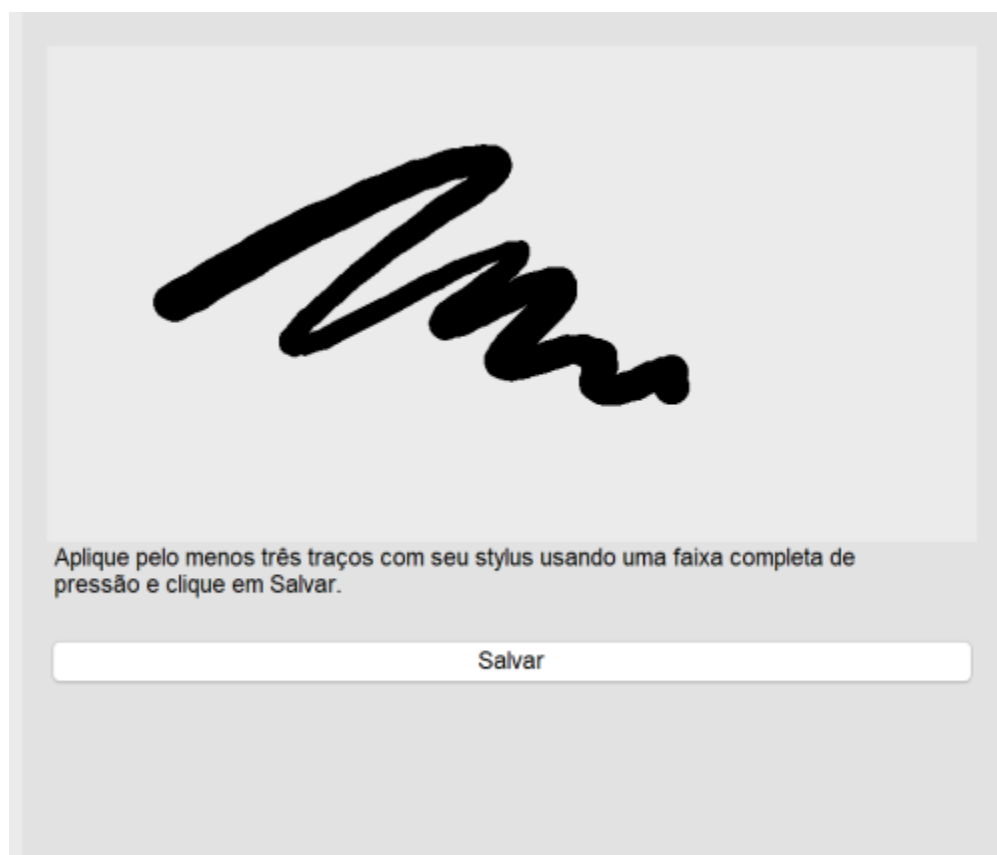 Aplique pelo menos três traços com seu stylus usando uma faixa completa de
pressão e clique em Salvar.
Salvar